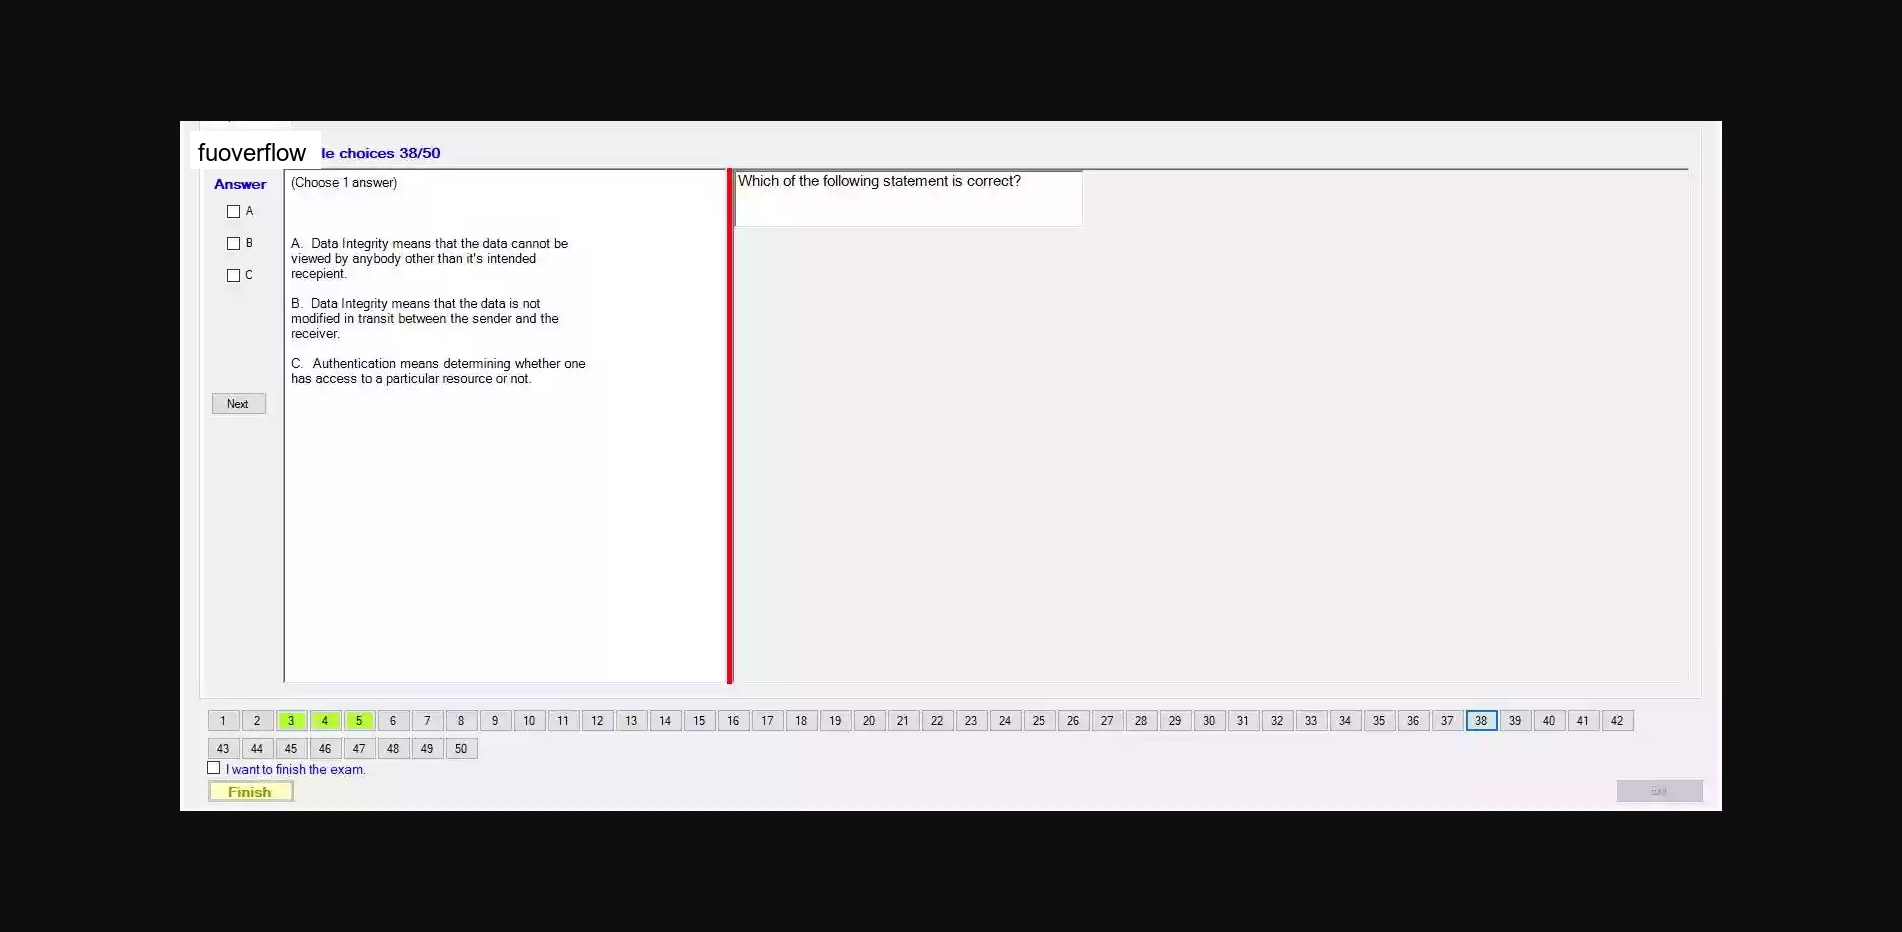 fuoverflow
le choices 38/50
Answer
(Choose 1 answer)
Which of the following statement is correct?
A
B
C
A. Data Integrity means that the data cannot be
viewed by anybody other than it's intended
recepient.
B. Data Integrity means that the data is not
modified in transit between the sender and the
receiver.
C. Authentication means determining whether one
has access to a particular resource or not.
Next
1 2 3 4 5 6 7 8 9 10 11 12 13 14 15 16 17 18 19 20 21 22 23 24 25 26 27 28 29 30 31 32 33 34 35 36 37 38 39 40 41 42
43 44 45 46 47 48 49 50
I want to finish the exam.
Finish